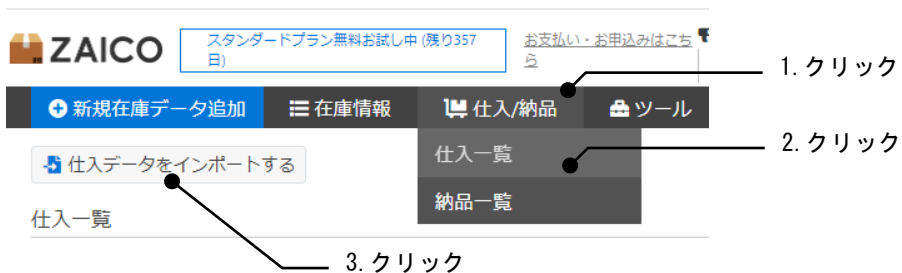 ZAICO
スタンダードプラン無料お試し中 (残り357
日)
お支払い・お申込みはこち
ら
1.クリック
新規在庫データ追加 在庫情報 仕入/納品 ツール
2.クリック
仕入一覧
仕入データをインポートする
納品一覧
仕入一覧
3.クリック